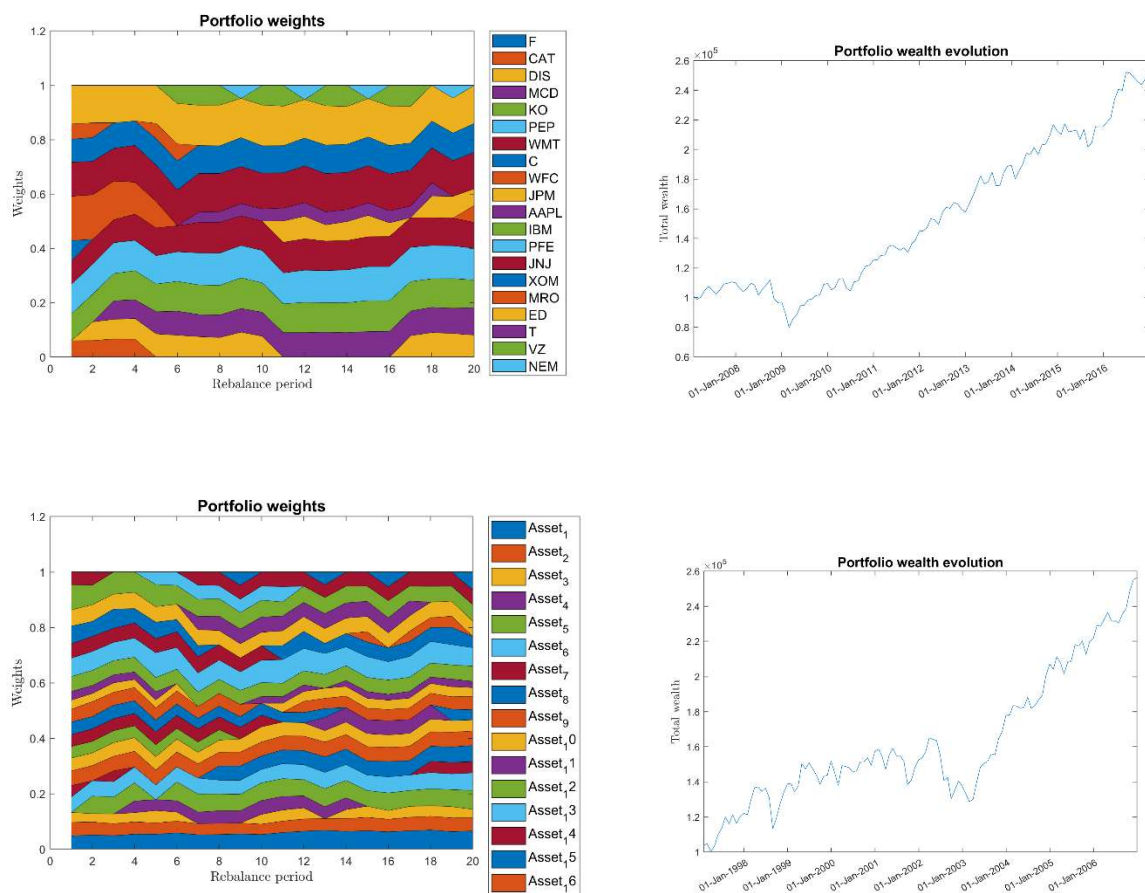 Portfolio weights
1.2
1
0.8
0.6
0.4
0.2
0
Weights
0 2 4 6 8 10 12 14 16 18 20
Rebalance period
F
CAT
DIS
MCD
KO
PEP
WMT
C
WFC
JPM
AAPL
IBM
PFE
JNJ
XOM
MRO
ED
T
VZ
NEM
Portfolio wealth evolution
×10⁵
2.6
2.4
2.2
2
1.8
1.6
1.4
1.2
1
0.8
0.6
Total wealth
01-Jan-2008 01-Jan-2009 01-Jan-2010 01-Jan-2011 01-Jan-2012 01-Jan-2013 01-Jan-2014 01-Jan-2015 01-Jan-2016
Portfolio weights
1.2
1
0.8
0.6
0.4
0.2
0
Weights
0 2 4 6 8 10 12 14 16 18 20
Rebalance period
Asset₁
Asset₂
Asset₃
Asset₄
Asset₅
Asset₆
Asset₇
Asset₈
Asset₉
Asset₁0
Asset₁1
Asset₁2
Asset₁3
Asset₁4
Asset₁5
Asset₁6
Portfolio wealth evolution
×10⁵
2.6
2.4
2.2
2
1.8
1.6
1.4
1.2
1
Total wealth
01-Jan-1998 01-Jan-1999 01-Jan-2000 01-Jan-2001 01-Jan-2002 01-Jan-2003 01-Jan-2004 01-Jan-2005 01-Jan-2006